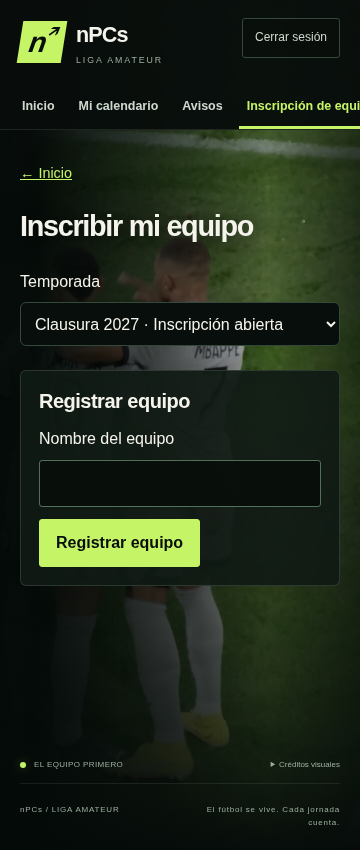 n
nPCs
LIGA AMATEUR
Cerrar sesión
Inicio
Mi calendario
Avisos
Inscripción de equi
← Inicio
Inscribir mi equipo
Temporada
Clausura 2027 · Inscripción abierta
MBAPPÉ
7
Registrar equipo
Nombre del equipo
Registrar equipo
EL EQUIPO PRIMERO
▶ Créditos visuales
nPCs / LIGA AMATEUR
El fútbol se vive. Cada jornada
cuenta.